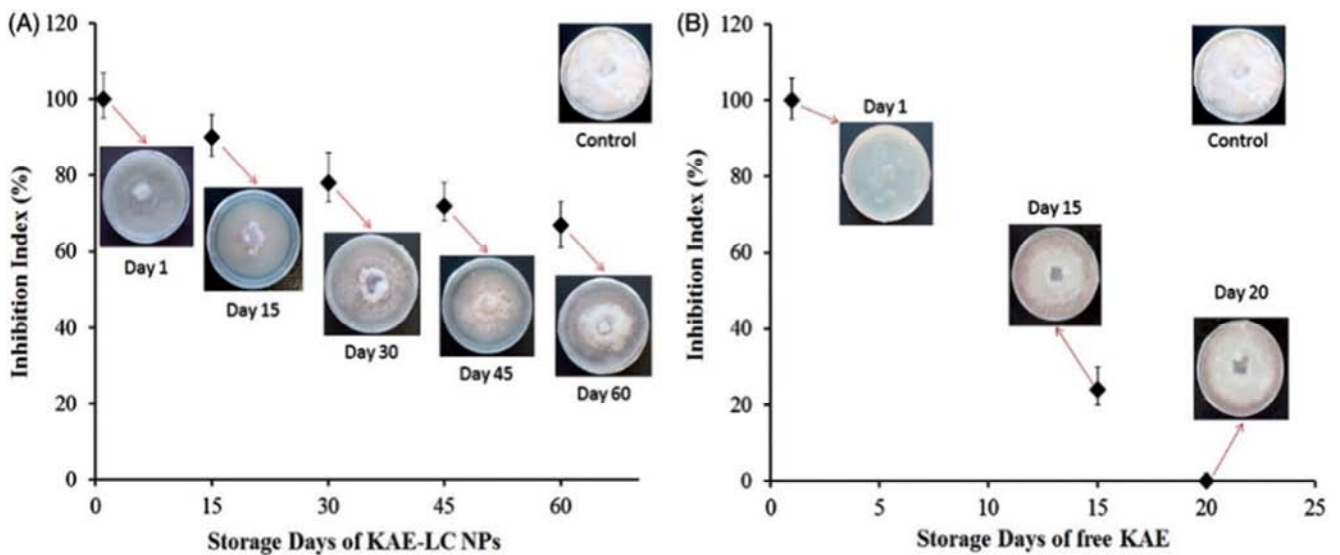 (A)
120
100
80
60
40
20
0
Inhibition Index (%)
0 15 30 45 60
Storage Days of KAE-LC NPs
Control
Day 1
Day 15
Day 30
Day 45
Day 60
(B)
120
100
80
60
40
20
0
Inhibition Index (%)
0 5 10 15 20 25
Storage Days of free KAE
Day 1
Control
Day 15
Day 20